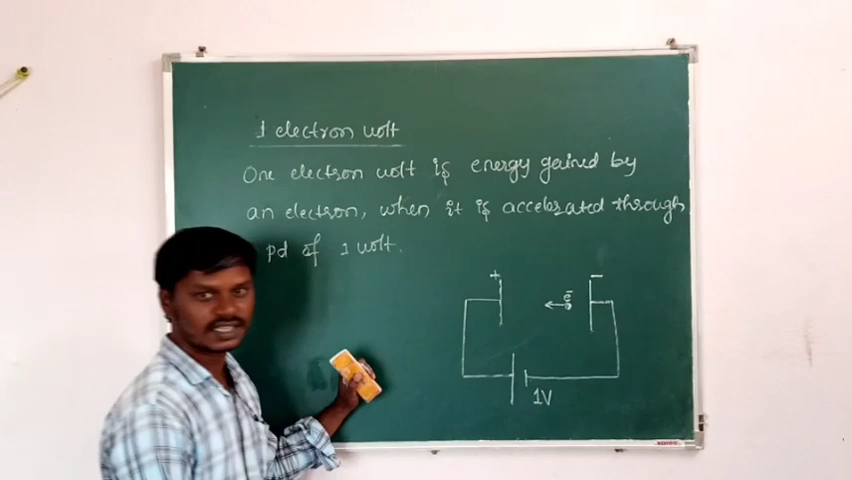 1 electron volt
One electron volt is energy gained by
an electron, when it is accelerated through
pd of 1 volt.
+ −
e⁻
1V